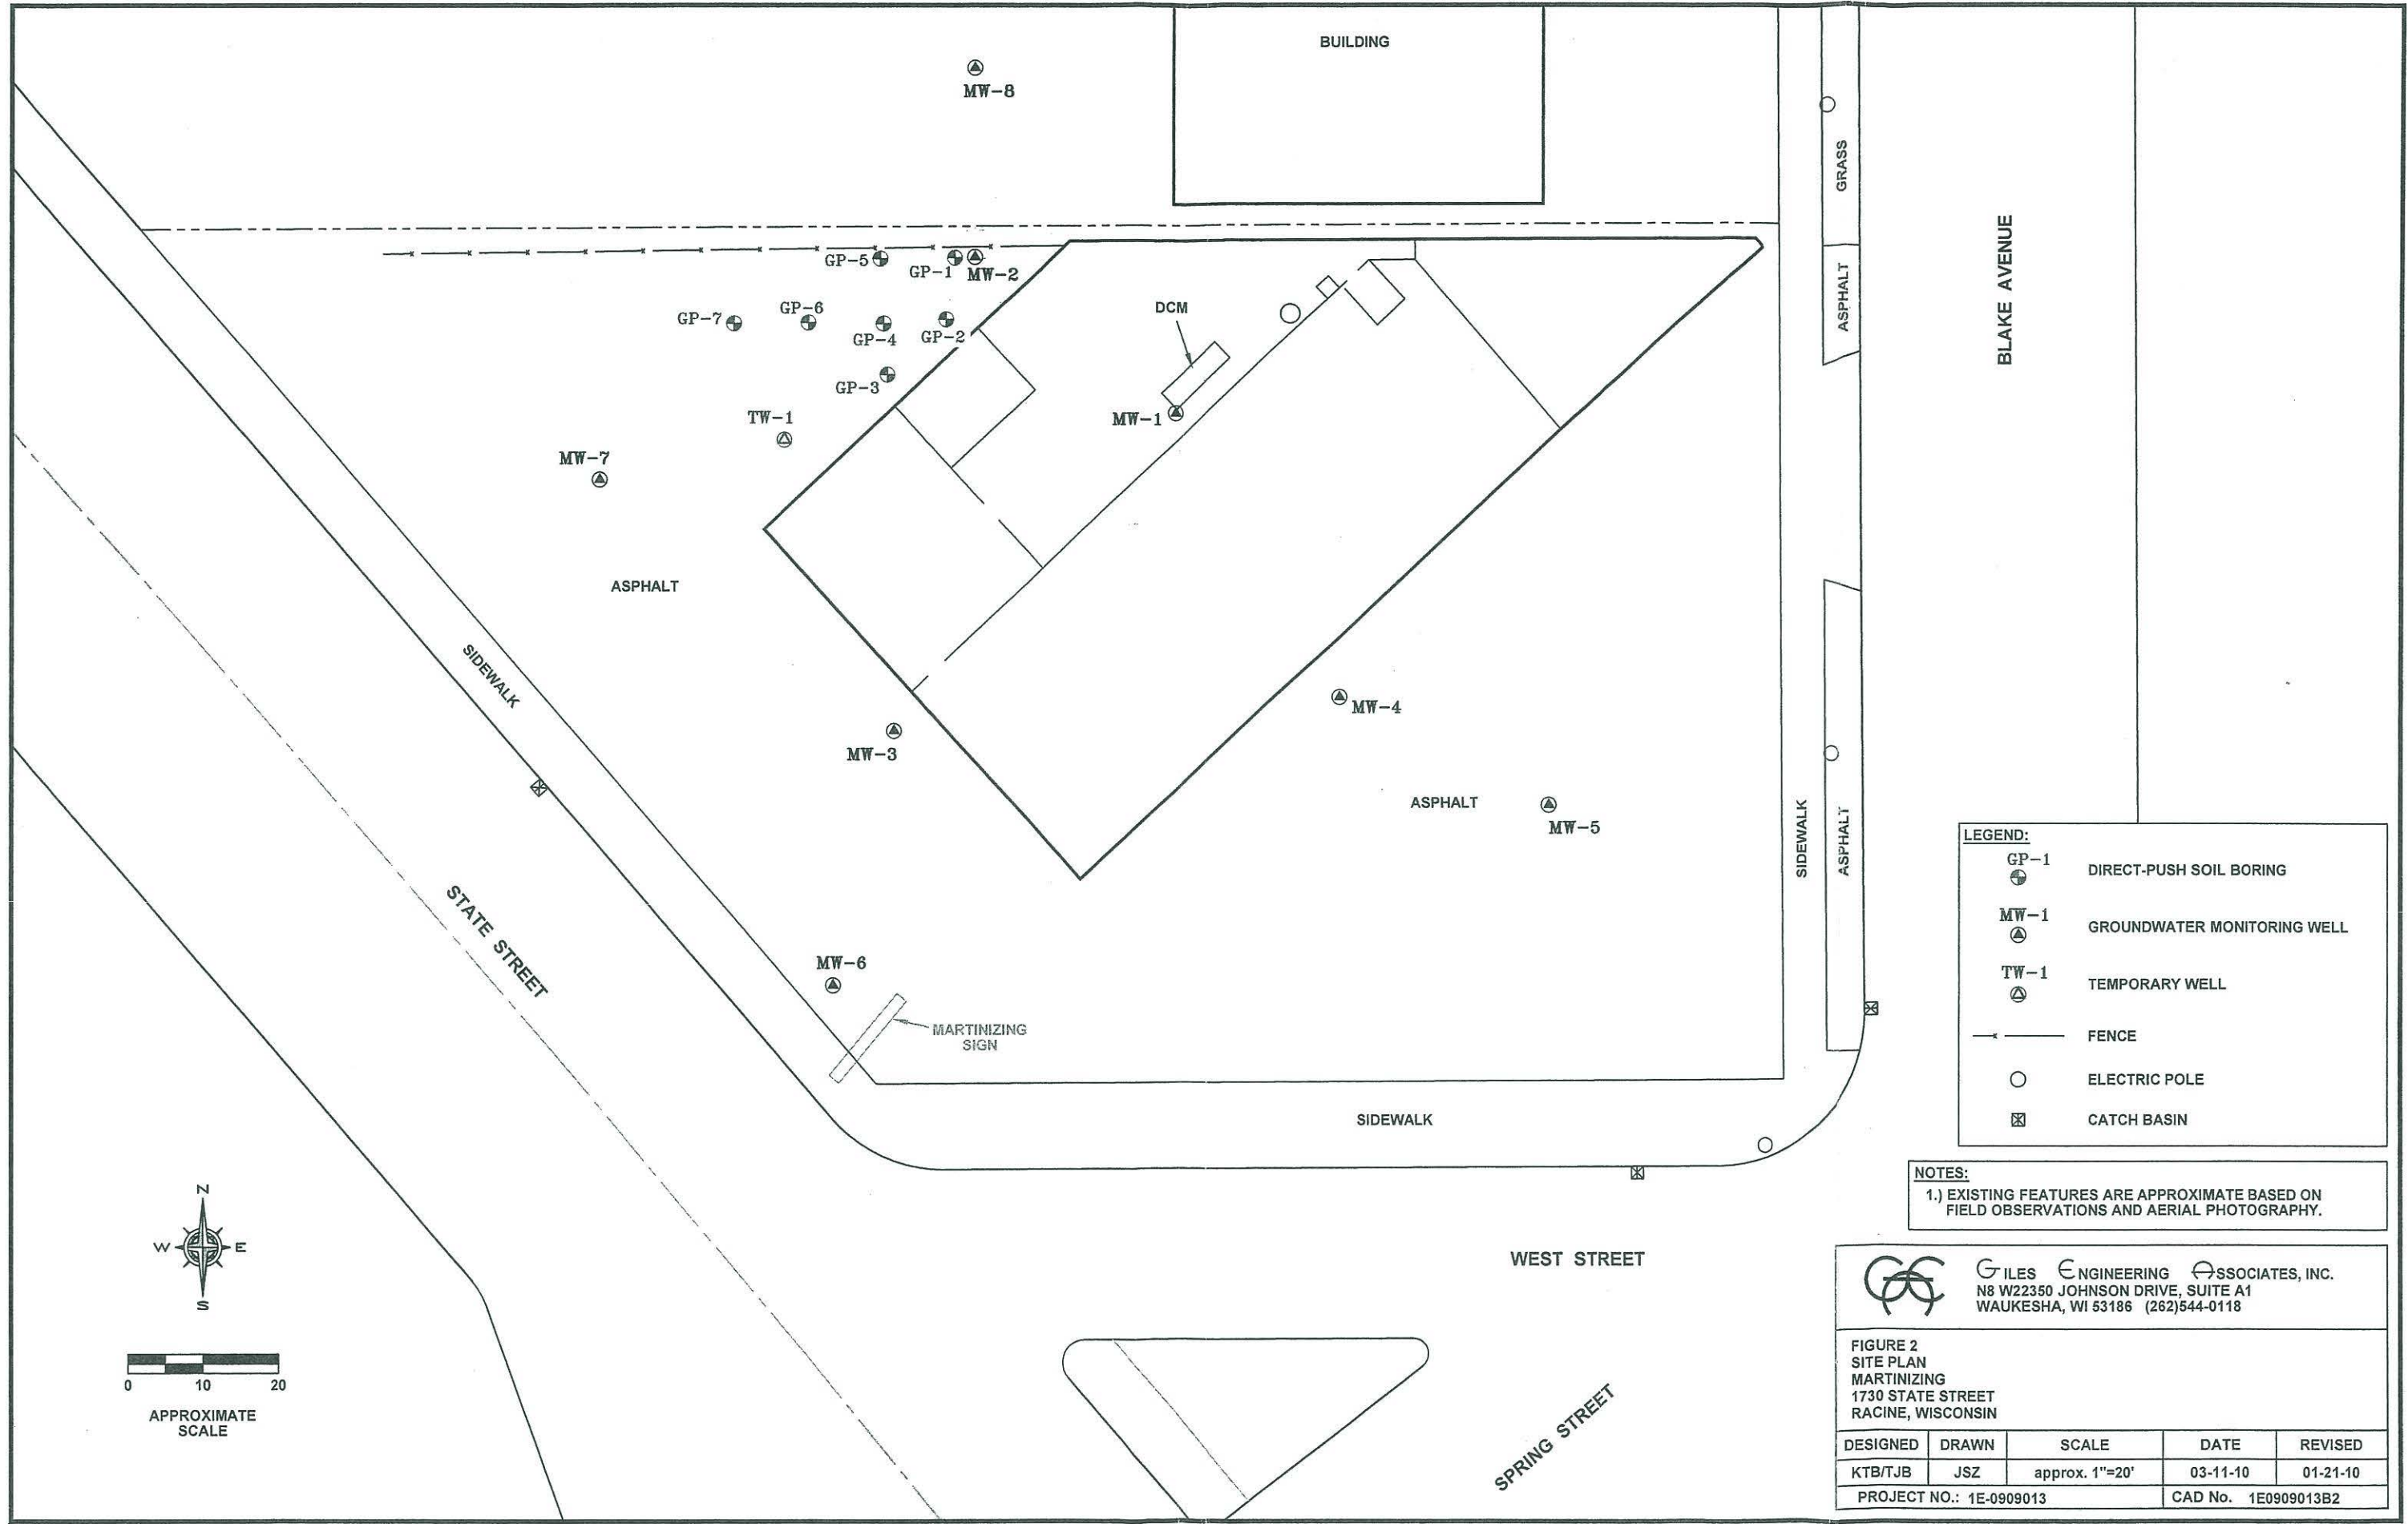 BUILDING
MW-8
GRASS
BLAKE AVENUE
GP-5
GP-1
MW-2
ASPHALT
GP-7
GP-6
GP-4
GP-2
DCM
GP-3
TW-1
MW-1
MW-7
ASPHALT
SIDEWALK
MW-4
MW-3
ASPHALT
MW-5
SIDEWALK
ASPHALT
STATE STREET
MW-6
MARTINIZING
SIGN
SIDEWALK
WEST STREET
SPRING STREET
N
W
E
S
0 10 20
APPROXIMATE
SCALE
LEGEND:
GP-1
DIRECT-PUSH SOIL BORING
MW-1
GROUNDWATER MONITORING WELL
TW-1
TEMPORARY WELL
FENCE
ELECTRIC POLE
CATCH BASIN
NOTES:
1.) EXISTING FEATURES ARE APPROXIMATE BASED ON
FIELD OBSERVATIONS AND AERIAL PHOTOGRAPHY.
GILES ENGINEERING ASSOCIATES, INC.
N8 W22350 JOHNSON DRIVE, SUITE A1
WAUKESHA, WI 53186 (262)544-0118
FIGURE 2
SITE PLAN
MARTINIZING
1730 STATE STREET
RACINE, WISCONSIN
DESIGNED DRAWN SCALE DATE REVISED
KTB/TJB JSZ approx. 1"=20' 03-11-10 01-21-10
PROJECT NO.: 1E-0909013 CAD No. 1E0909013B2